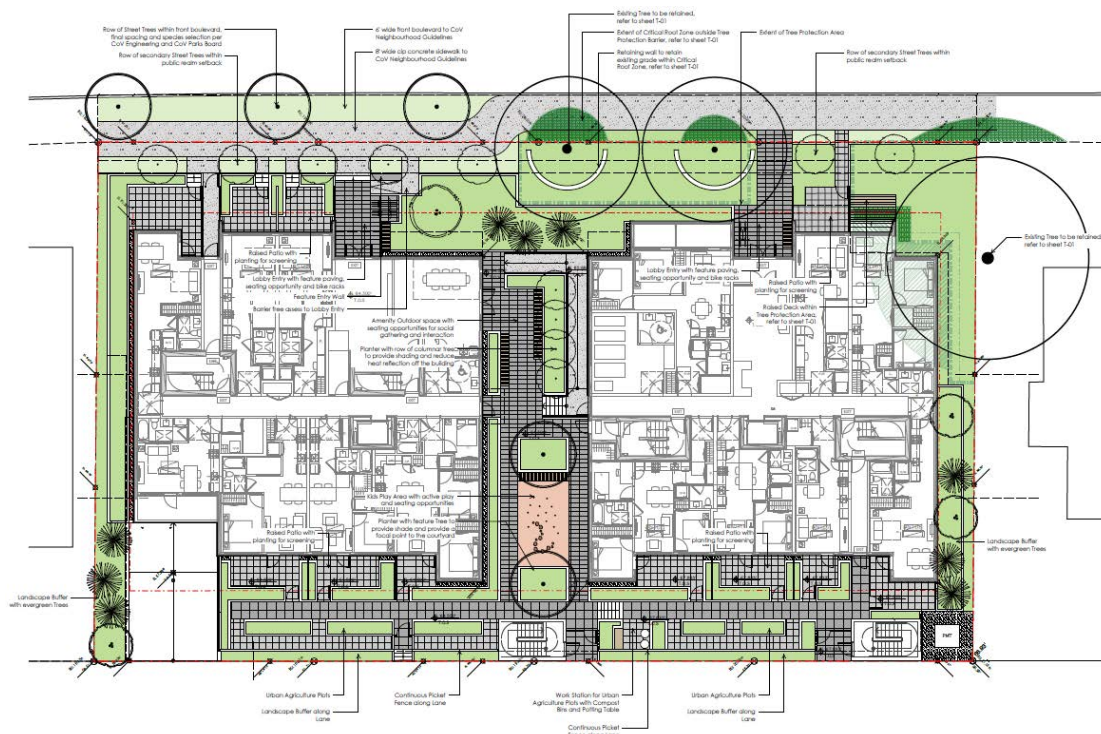 Row of Street Trees within front boulevard,
final spacing and species selection per
CoV Engineering and CoV Parks Board
Row of secondary Street Trees within
public realm setback
6' wide front boulevard to CoV
Neighbourhood Guidelines
8' wide cip concrete sidewalk to
CoV Neighbourhood Guidelines
Existing Tree to be retained,
refer to sheet T-01
Extent of Critical Root Zone outside Tree
Protection Barrier, refer to sheet T-01
Retaining wall to retain
existing grade within Critical
Root Zone, refer to sheet T-01
Extent of Tree Protection Area
Row of secondary Street Trees within
public realm setback
Existing Tree to be retained,
refer to sheet T-01
Raised Patio with
planting for screening
Lobby Entry with feature paving,
seating opportunity and bike racks
Feature Entry Wall
Barrier free assess to Lobby Entry
Amenity Outdoor space with
seating opportunities for social
gathering and interaction
Planter with row of columnar trees
to provide shading and reduce
heat reflection off the building
Lobby Entry with feature paving,
seating opportunity and bike racks
Raised Patio with
planting for screening
Raised Deck within
Tree Protection Area,
refer to sheet T-01
Kids Play Area with active play
and seating opportunities
Planter with feature Tree to
provide shade and provide a
focal point to the courtyard
Raised Patio with
planting for screening
Raised Patio with
planting for screening
4
4
Landscape Buffer
with evergreen Trees
Landscape Buffer
with evergreen Trees
4
PMT
Urban Agriculture Plots
Landscape Buffer along
Lane
Continuous Picket
Fence along Lane
Work Station for Urban
Agriculture Plots with Compost
Bins and Potting Table
Continuous Picket
Urban Agriculture Plots
Landscape Buffer along
Lane